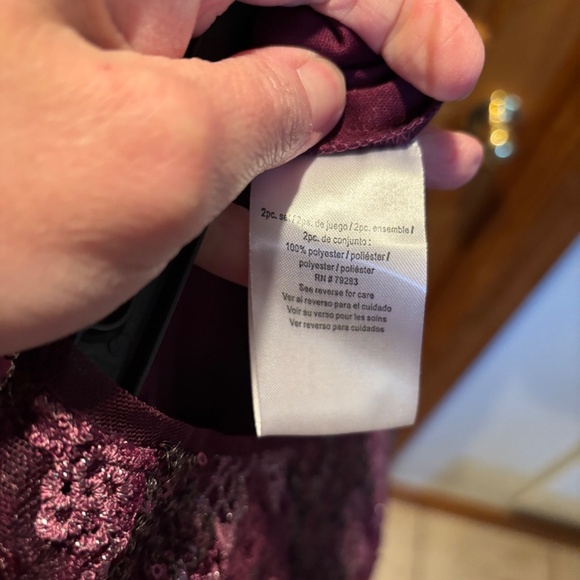 2pc. set / 2ps. de juego / 2pc. ensemble /
2pc. de conjunto :
100% polyester / poliéster /
polyester / poliéster
RN # 79283
See reverse for care
Ver al reverso para el cuidado
Voir au verso pour les soins
Ver reverso para cuidados